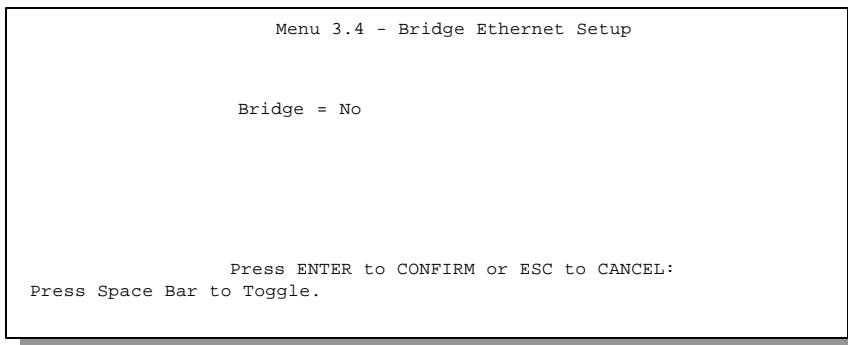 Menu 3.4 - Bridge Ethernet Setup
Bridge = No
Press ENTER to CONFIRM or ESC to CANCEL:
Press Space Bar to Toggle.